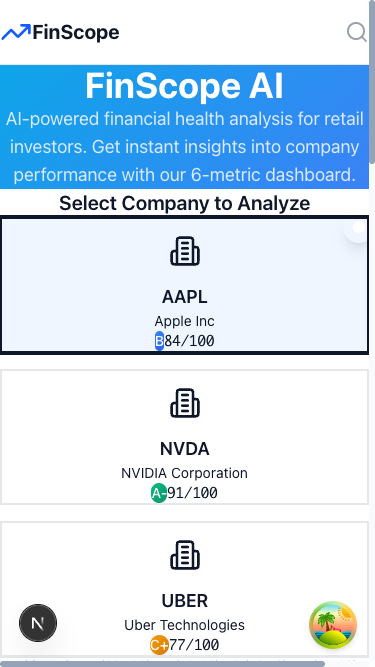 FinScope
FinScope AI
AI-powered financial health analysis for retail
investors. Get instant insights into company
performance with our 6-metric dashboard.
Select Company to Analyze
AAPL
Apple Inc
B84/100
NVDA
NVIDIA Corporation
A-91/100
UBER
Uber Technologies
C+77/100
N